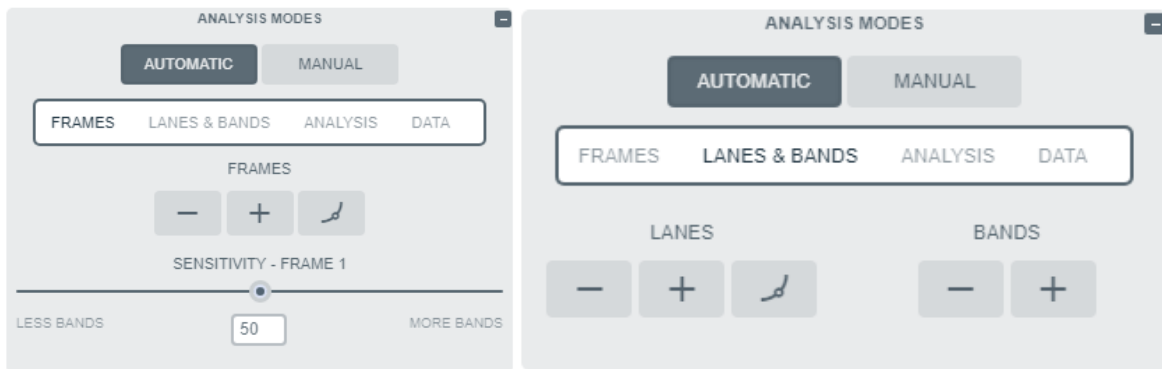 ANALYSIS MODES
AUTOMATIC MANUAL
FRAMES LANES & BANDS ANALYSIS DATA
FRAMES
SENSITIVITY - FRAME 1
LESS BANDS 50 MORE BANDS
ANALYSIS MODES
AUTOMATIC MANUAL
FRAMES LANES & BANDS ANALYSIS DATA
LANES BANDS